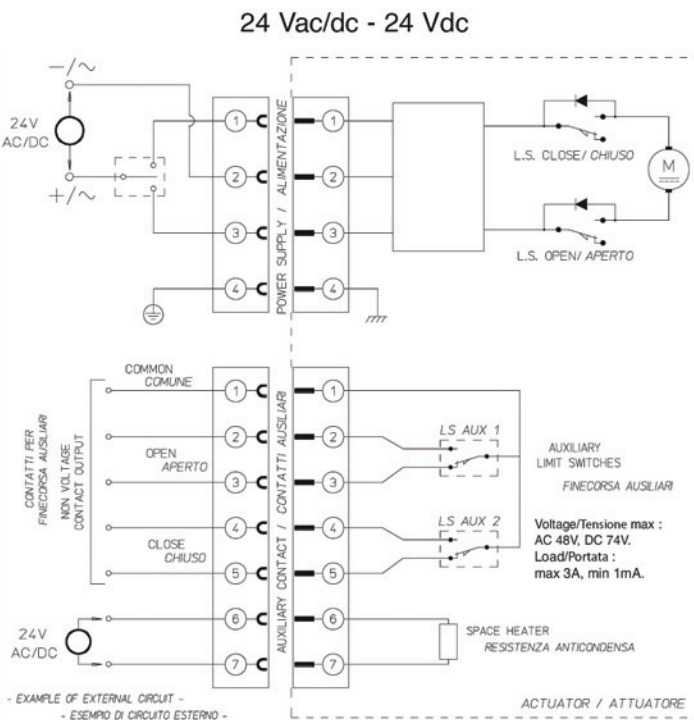 24 Vac/dc - 24 Vdc
—/∼
24V
AC/DC
+/∼
1
2
3
4
POWER SUPPLY / ALIMENTAZIONE
1
2
3
4
L.S. CLOSE/ CHIUSO
M
L.S. OPEN/ APERTO
CONTATTI PER
FINECORSA AUSILIARI
NON VOLTAGE
CONTACT OUTPUT
COMMON
COMUNE
OPEN
APERTO
CLOSE
CHIUSO
24V
AC/DC
1
2
3
4
5
6
7
AUXILIARY CONTACT / CONTATTI AUSILIARI
1
2
3
4
5
6
7
LS AUX 1
LS AUX 2
AUXILIARY
LIMIT SWITCHES
FINECORSA AUSILIARI
Voltage/Tensione max :
AC 48V, DC 74V.
Load/Portata :
max 3A, min 1mA.
SPACE HEATER
RESISTENZA ANTICONDENSA
- EXAMPLE OF EXTERNAL CIRCUIT -
- ESEMPIO DI CIRCUITO ESTERNO -
ACTUATOR / ATTUATORE